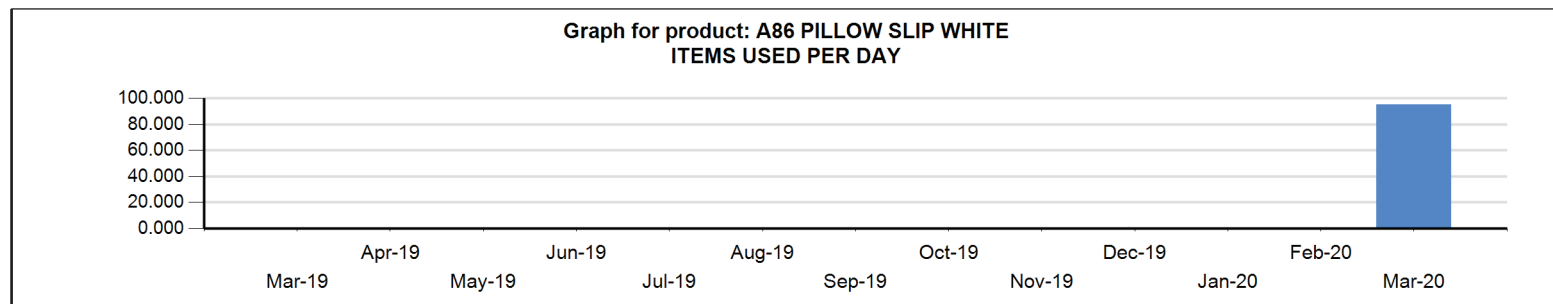 Graph for product: A86 PILLOW SLIP WHITE
ITEMS USED PER DAY
100.000
80.000
60.000
40.000
20.000
0.000
Apr-19 Jun-19 Aug-19 Oct-19 Dec-19 Feb-20
Mar-19 May-19 Jul-19 Sep-19 Nov-19 Jan-20 Mar-20